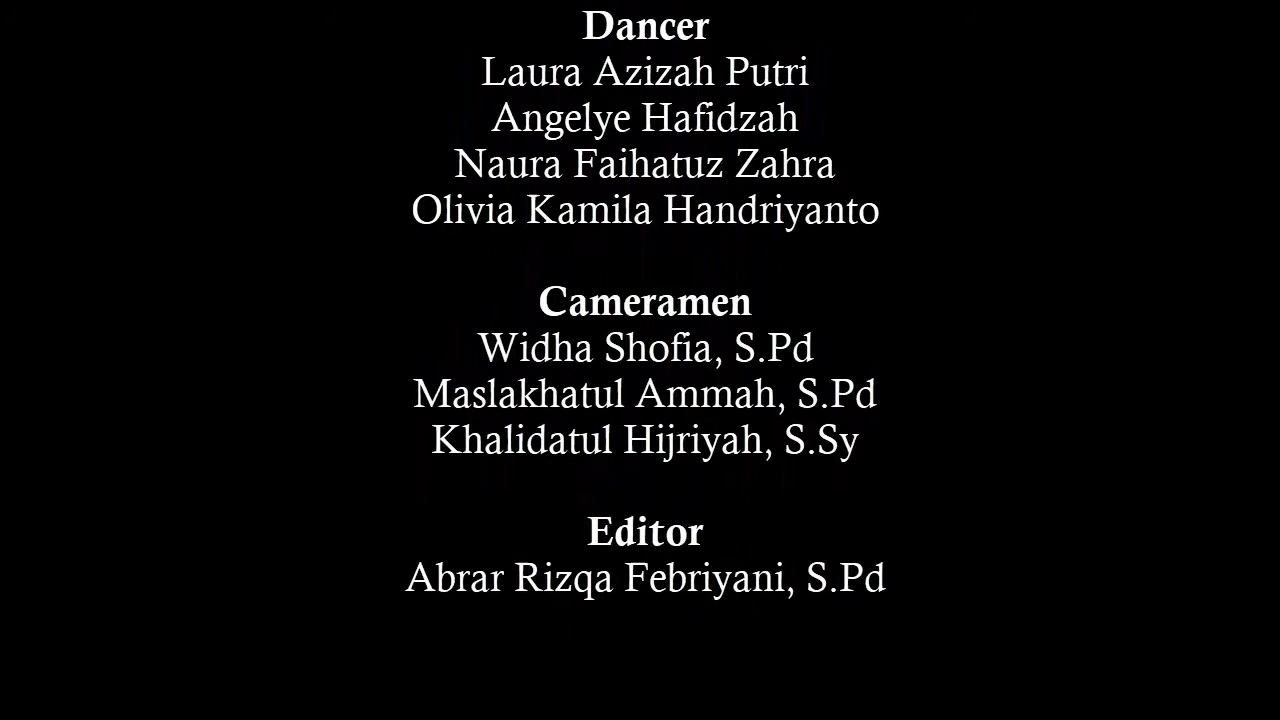 Dancer
Laura Azizah Putri
Angelye Hafidzah
Naura Faihatuz Zahra
Olivia Kamila Handriyanto
Cameramen
Widha Shofia, S.Pd
Maslakhatul Ammah, S.Pd
Khalidatul Hijriyah, S.Sy
Editor
Abrar Rizqa Febriyani, S.Pd